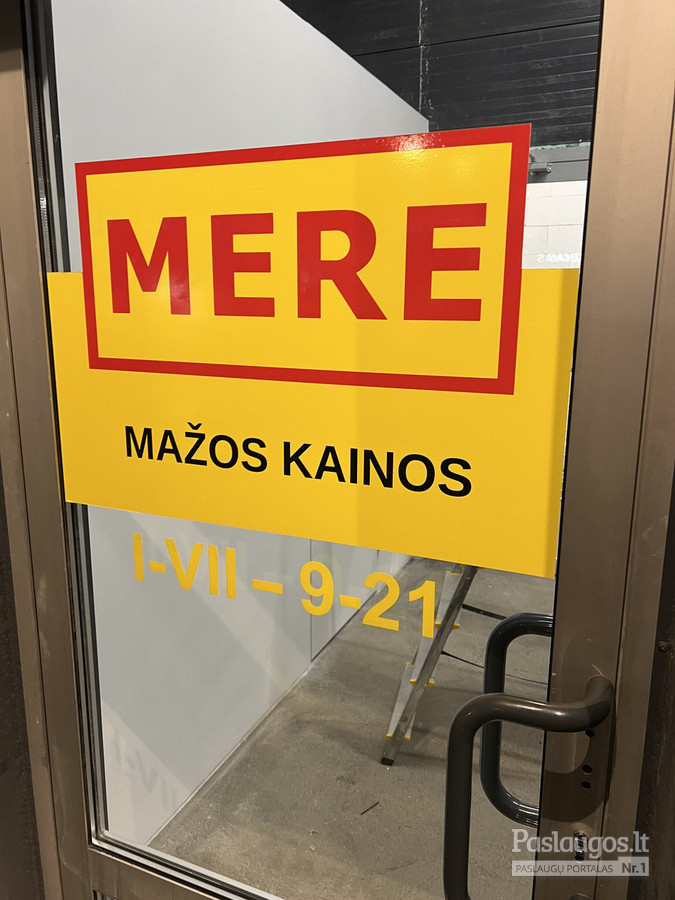 MERE
MAŽOS KAINOS
I-VII – 9-21
Paslaugos.lt
PASLAUGŲ PORTALAS Nr.1